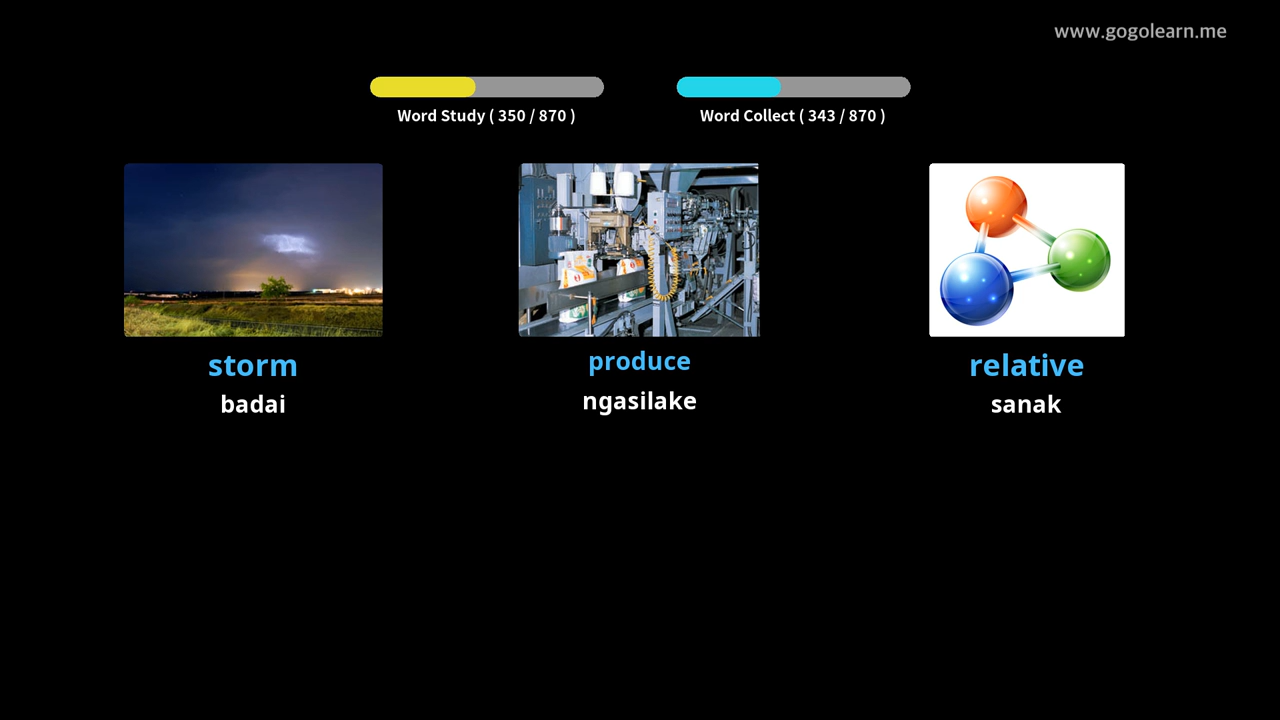 www.gogolearn.me
Word Study ( 350 / 870 )
Word Collect ( 343 / 870 )
storm
badai
produce
ngasilake
relative
sanak